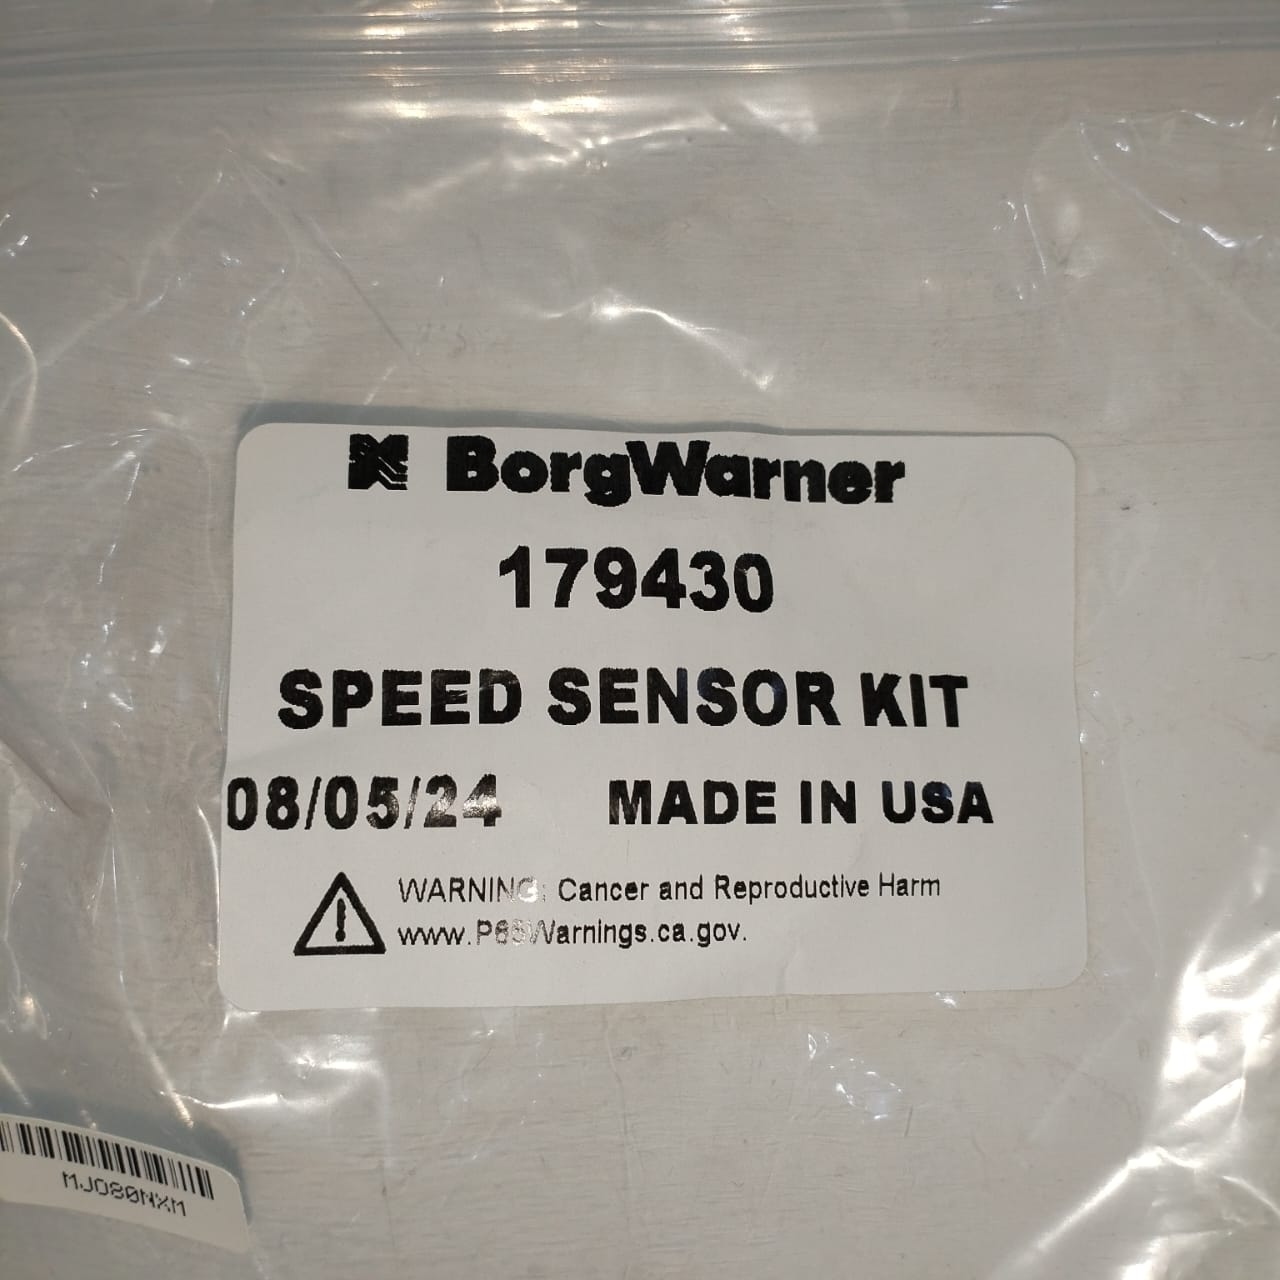 BorgWarner
179430
SPEED SENSOR KIT
08/05/24 MADE IN USA
WARNING: Cancer and Reproductive Harm
www.P65Warnings.ca.gov.
MJO80NXM